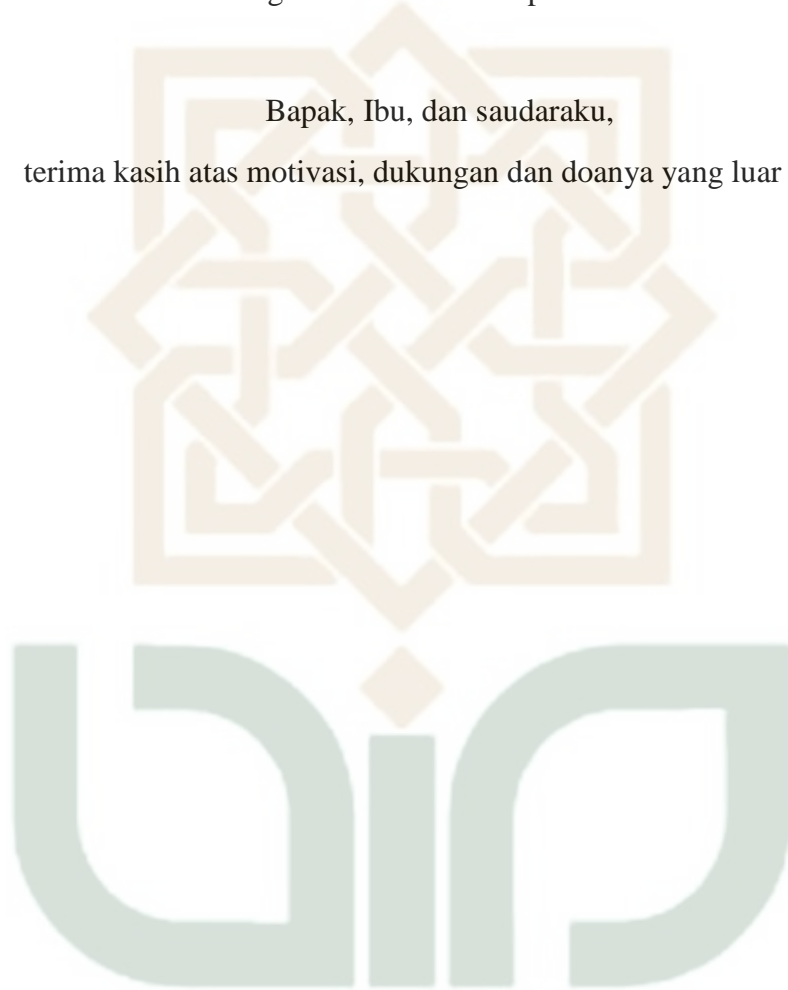 Bapak, Ibu, dan saudaraku,
terima kasih atas motivasi, dukungan dan doanya yang luar